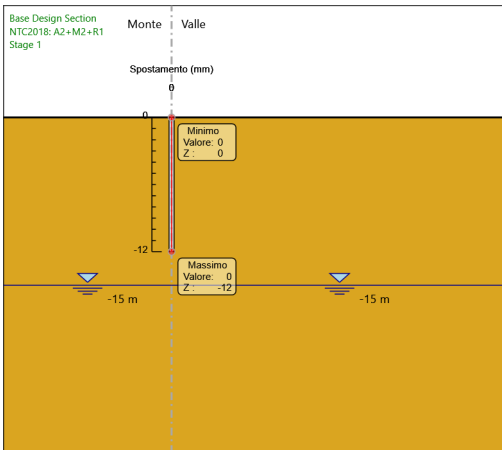 Base Design Section
NTC2018: A2+M2+R1
Stage 1
Monte Valle
Spostamento (mm)
0
0
Minimo
Valore: 0
Z : 0
-12
Massimo
Valore: 0
Z : -12
-15 m
-15 m